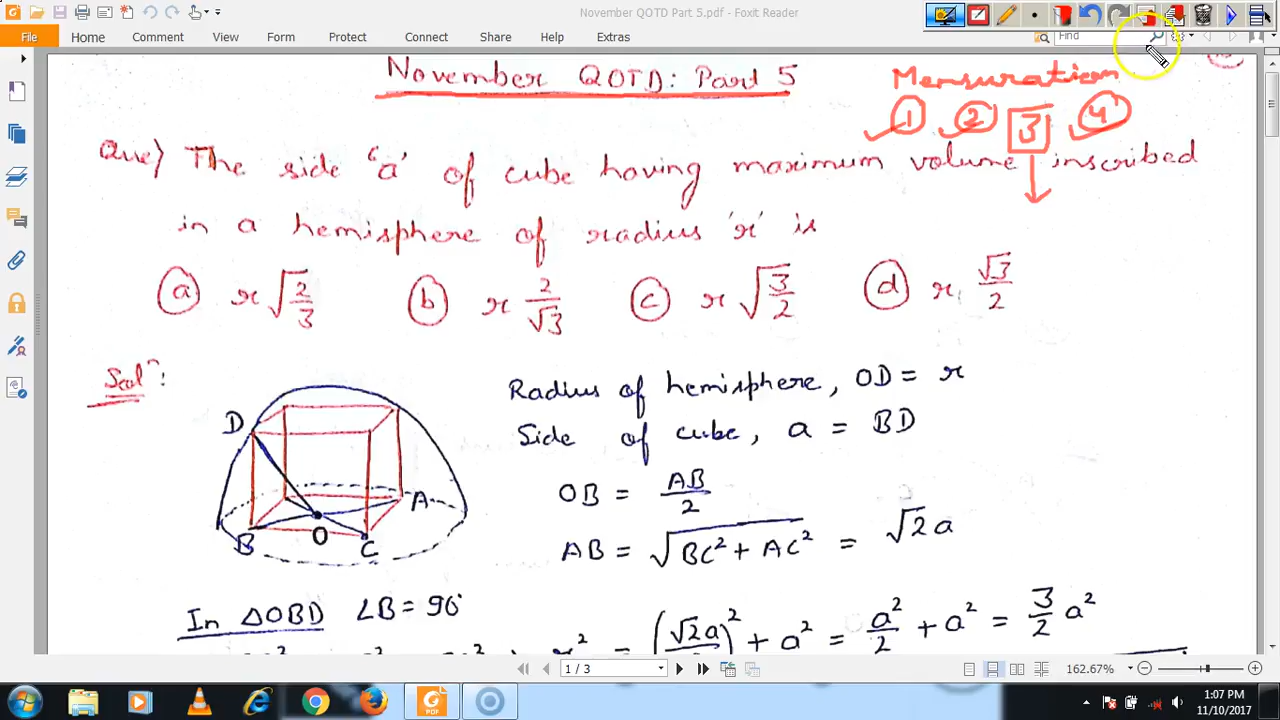 November QOTD Part 5.pdf - Foxit Reader
File Home Comment View Form Protect Connect Share Help Extras
Find
November QOTD: Part 5
Mensuration
1 2 3 4
Que) The side 'a' of cube having maximum volume inscribed
in a hemisphere of radius 'r' is
(a) r√(2/3) (b) r 2/√3 (c) r√(3/2) (d) r √3/2
Solⁿ:
D
A
B O C
Radius of hemisphere, OD = r
Side of cube, a = BD
OB = AB/2
AB = √(BC² + AC²) = √2a
In △OBD ∠B = 90°
r² = (√2a/2)² + a² = a²/2 + a² = 3/2 a²
1 / 3
162.67%
PDF
1:07 PM
11/10/2017